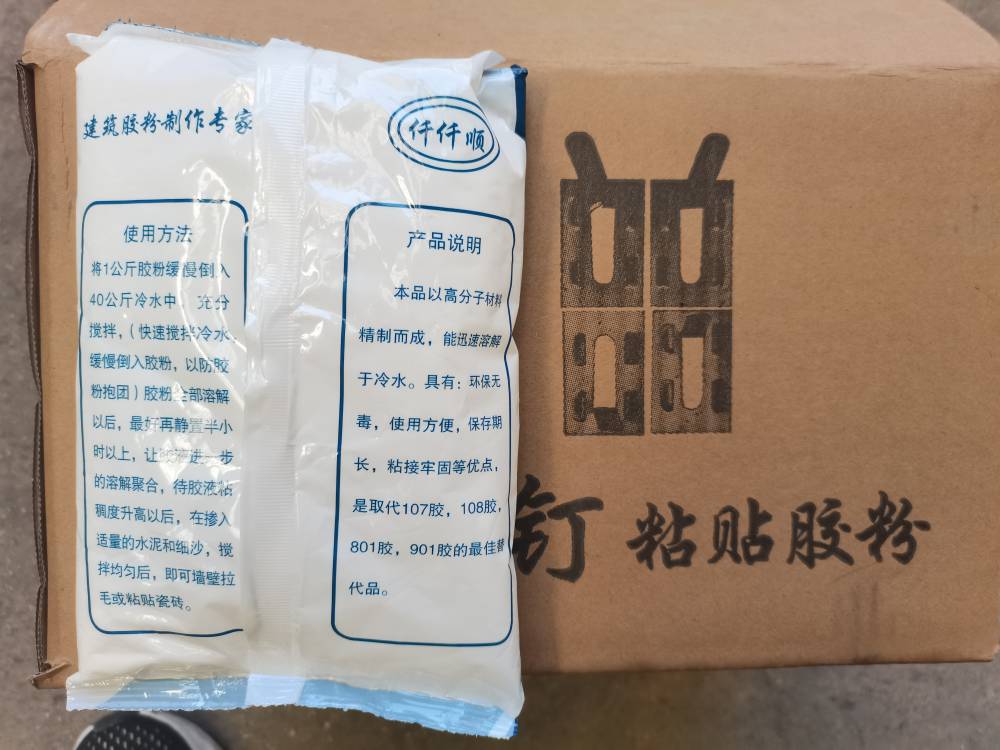 建筑胶粉制作专家
仟仟顺
使用方法
将1公斤胶粉缓慢倒入
40公斤冷水中，充分
搅拌，（快速搅拌冷水
缓慢倒入胶粉，以防胶
粉抱团）胶粉全部溶解
以后，最好再静置半小
时以上，让胶液进一步
的溶解聚合，待胶液粘
稠度升高以后，在掺入
适量的水泥和细沙，搅
拌均匀后，即可墙壁拉
毛或粘贴瓷砖。
产品说明
本品以高分子材料
精制而成，能迅速溶解
于冷水。具有：环保无
毒，使用方便，保存期
长，粘接牢固等优点，
是取代107胶，108胶，
801胶，901胶的最佳替
代品。
钉 粘贴胶粉